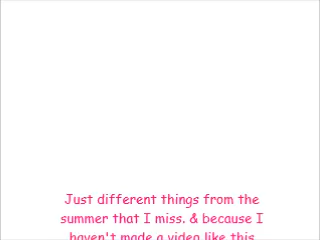 Just different things from the
summer that I miss. & because I
haven't made a video like this